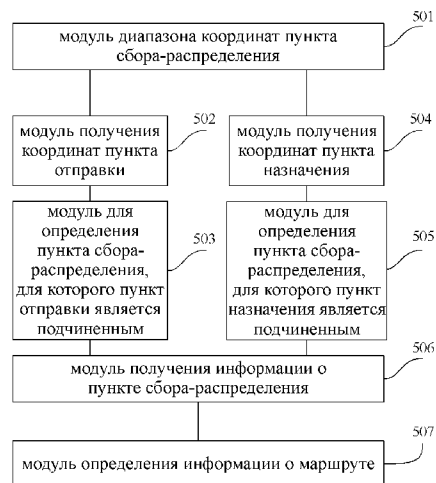 501
модуль диапазона координат пункта
сбора-распределения
502
модуль получения
координат пункта
отправки
504
модуль получения
координат пункта
назначения
503
модуль для
определения
пункта сбора-
распределения,
для которого пункт
отправки является
подчиненным
505
модуль для
определения
пункта сбора-
распределения,
для которого пункт
назначения является
подчиненным
506
модуль получения информации о
пункте сбора-распределения
507
модуль определения информации о маршруте